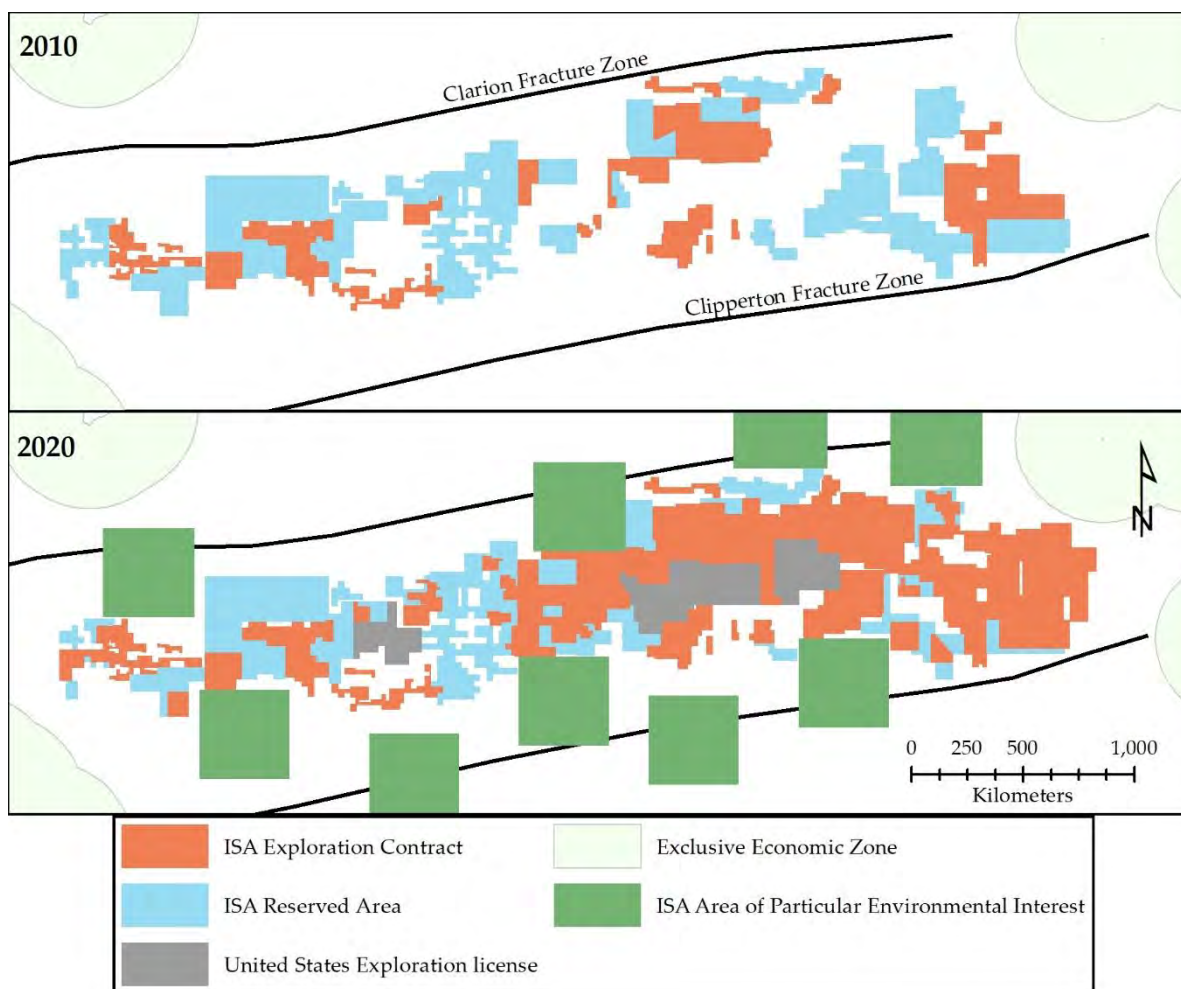 2010
Clarion Fracture Zone
Clipperton Fracture Zone
2020
N
0 250 500 1,000
Kilometers
ISA Exploration Contract
Exclusive Economic Zone
ISA Reserved Area
ISA Area of Particular Environmental Interest
United States Exploration license